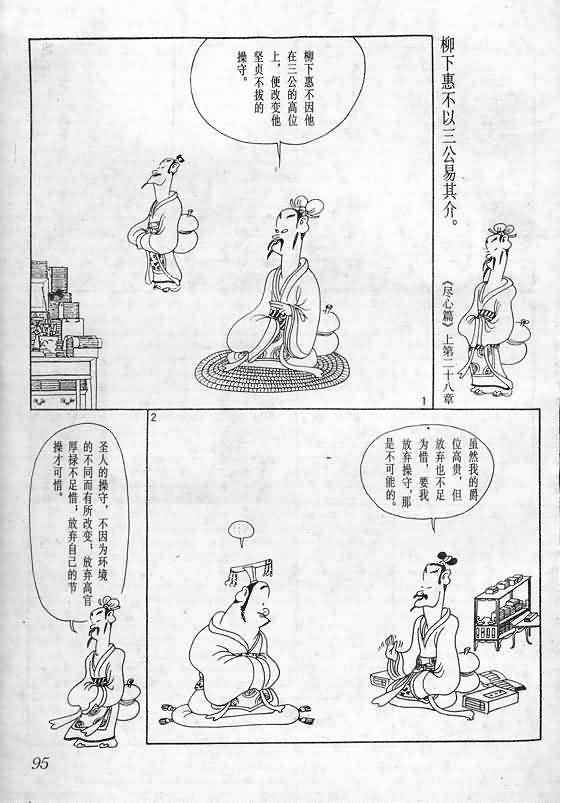 柳下惠不以三公易其介。
《尽心篇》上第二十八章
柳下惠不因他
在三公的高位
上，便改变他
坚贞不拔的
操守。
1
2
虽然我的爵
位高贵，但
放弃也不足
为惜，要我
放弃操守，那
是不可能的。
圣人的操守，不因为环境
的不同而有所改变；放弃高官
厚禄不足惜；放弃自己的节
操才可惜。
95